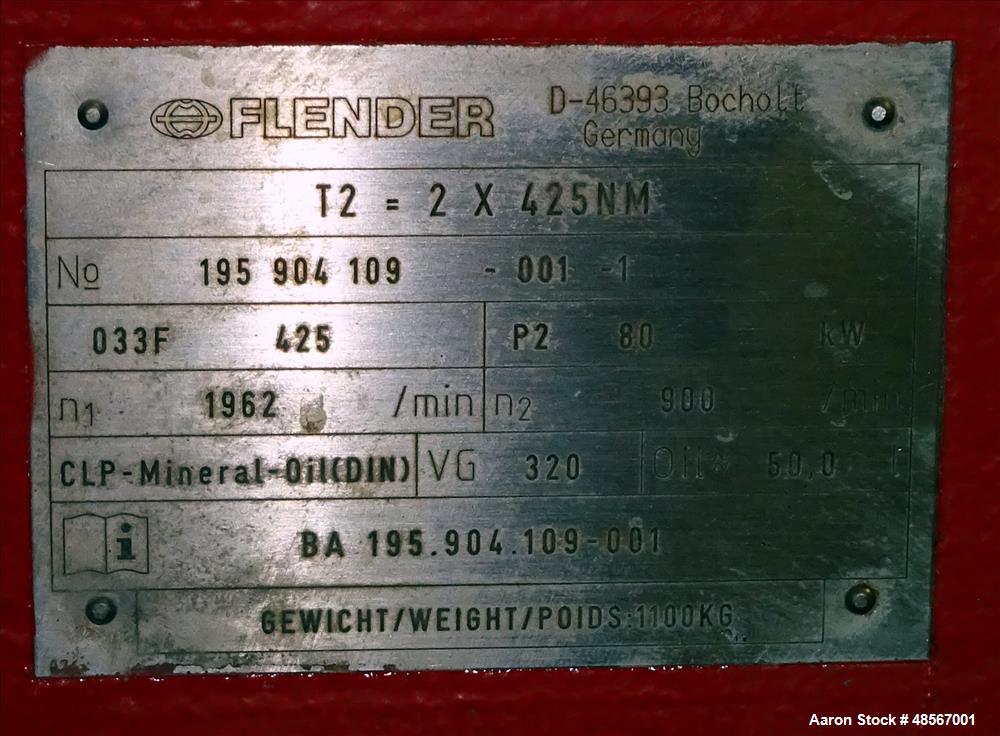 FLENDER D-46393 Bocholt
Germany
T2 = 2 X 425NM
No 195 904 109 - 001 -1
033F 425 P2 80 kW
n1 1962 /min n2 900 /min
CLP-Mineral-Oil(DIN) VG 320 Oil* 50,0 l
i BA 195.904.109-001
GEWICHT/WEIGHT/POIDS:1100KG
Aaron Stock # 48567001